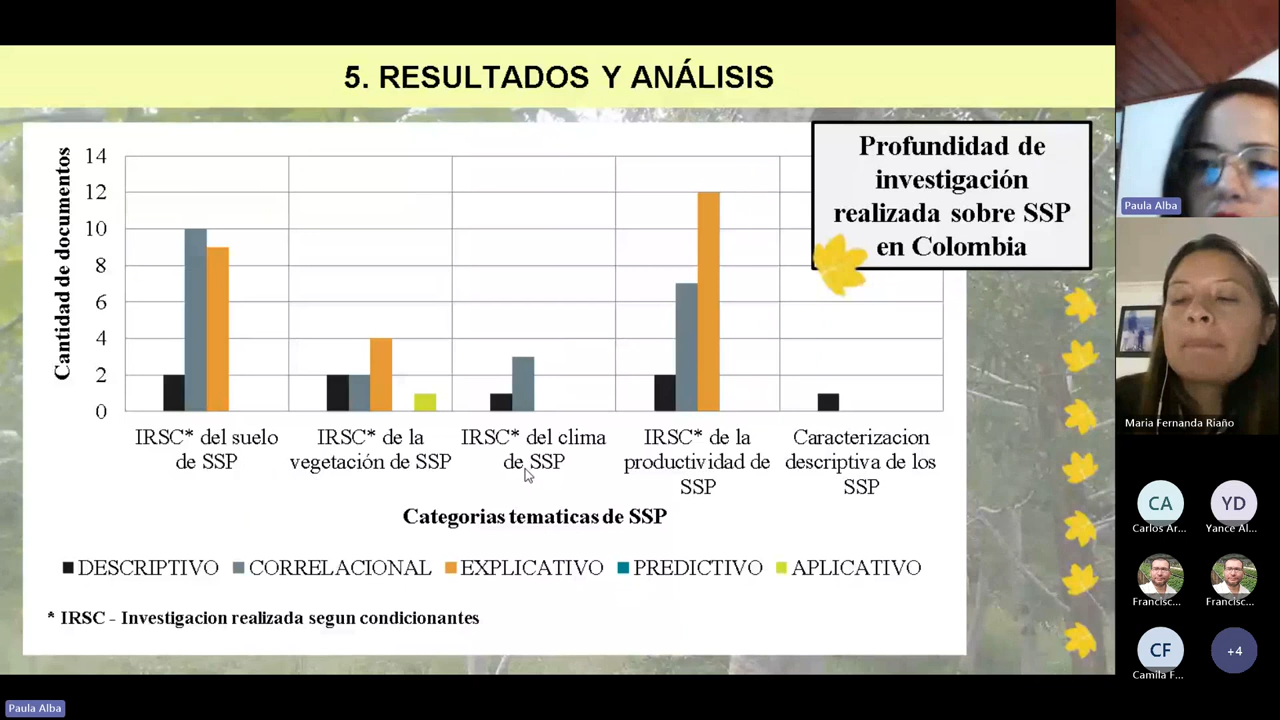 5. RESULTADOS Y ANÁLISIS
Profundidad de
investigación
realizada sobre SSP
en Colombia
Cantidad de documentos
14
12
10
8
6
4
2
0
IRSC* del suelo
de SSP
IRSC* de la
vegetación de SSP
IRSC* del clima
de SSP
IRSC* de la
productividad de
SSP
Caracterizacion
descriptiva de los
SSP
Categorias tematicas de SSP
DESCRIPTIVO CORRELACIONAL EXPLICATIVO PREDICTIVO APLICATIVO
* IRSC - Investigacion realizada segun condicionantes
Paula Alba
Maria Fernanda Riaño
CA
Carlos Ar...
YD
Yance Al...
Francisc...
Francisc...
CF
Camila F...
+4
Paula Alba